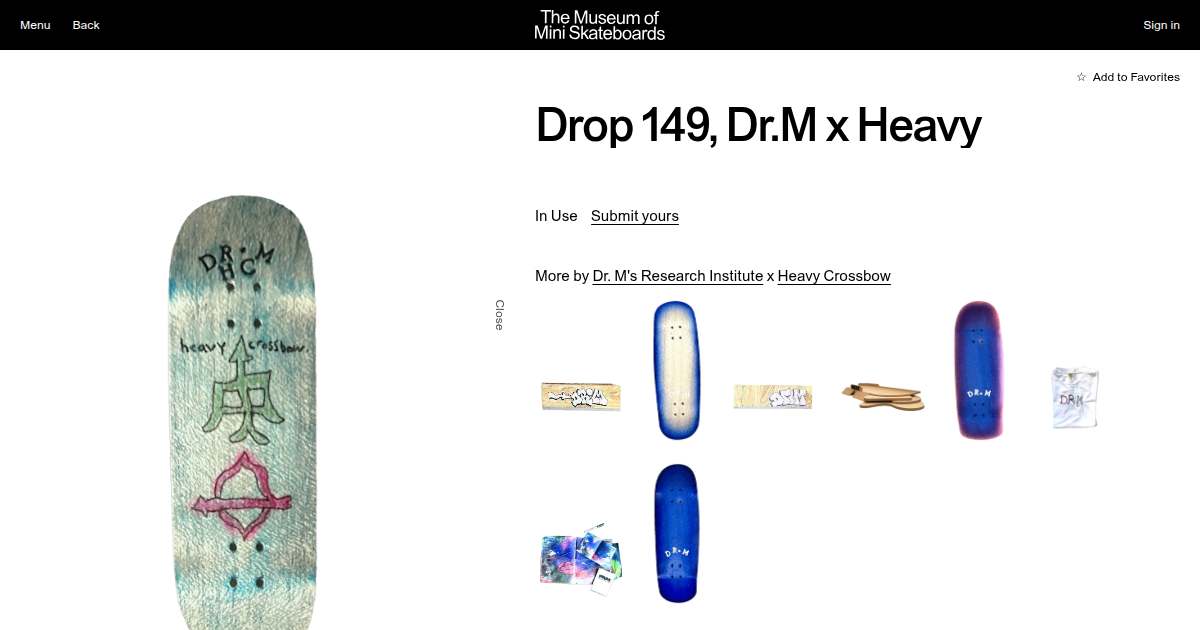 Menu
Back
The Museum of
Mini Skateboards
Sign in
☆ Add to Favorites
Drop 149, Dr.M x Heavy
In Use
Submit yours
More by Dr. M's Research Institute x Heavy Crossbow
Close
DR·M
HC
heavy crossbow.
DR·M
DRM
DR·M